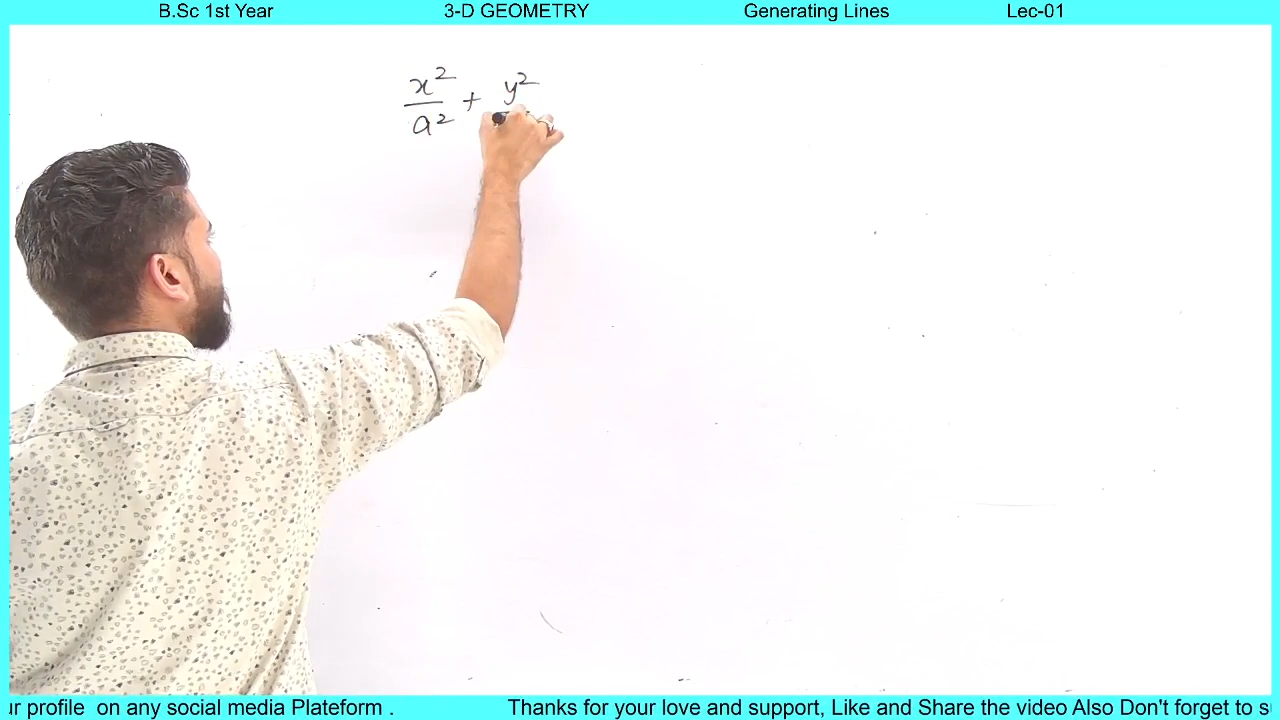 B.Sc 1st Year 3-D GEOMETRY Generating Lines Lec-01
x²/a² + y²
ur profile on any social media Plateform . Thanks for your love and support, Like and Share the video Also Don't forget to s